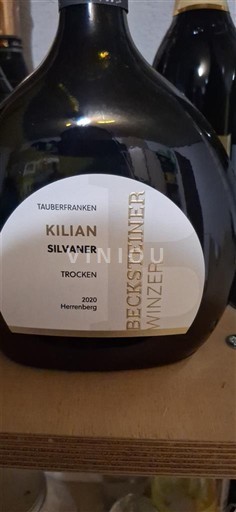 TAUBERFRANKEN
KILIAN
SILVANER
VINIOU
TROCKEN
2020
Herrenberg
BECKSTEINER
WINZER